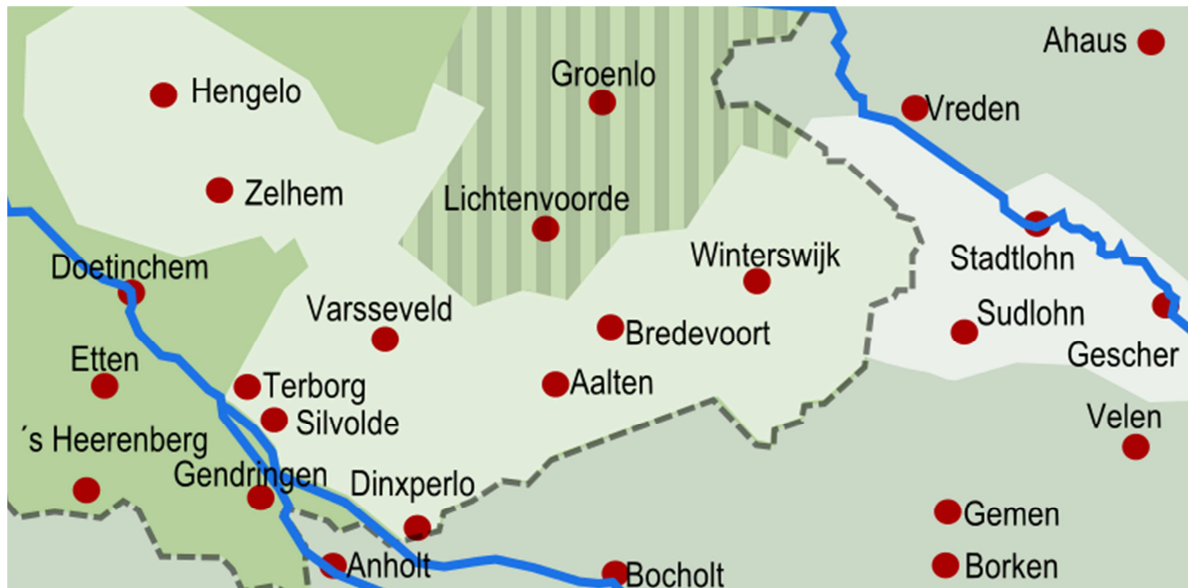 Ahaus
Groenlo
Hengelo
Vreden
Zelhem
Lichtenvoorde
Winterswijk
Stadtlohn
Doetinchem
Varsseveld
Sudlohn
Bredevoort
Gescher
Etten
Terborg
Aalten
Silvolde
Velen
´s Heerenberg
Gendringen
Dinxperlo
Gemen
Anholt
Bocholt
Borken